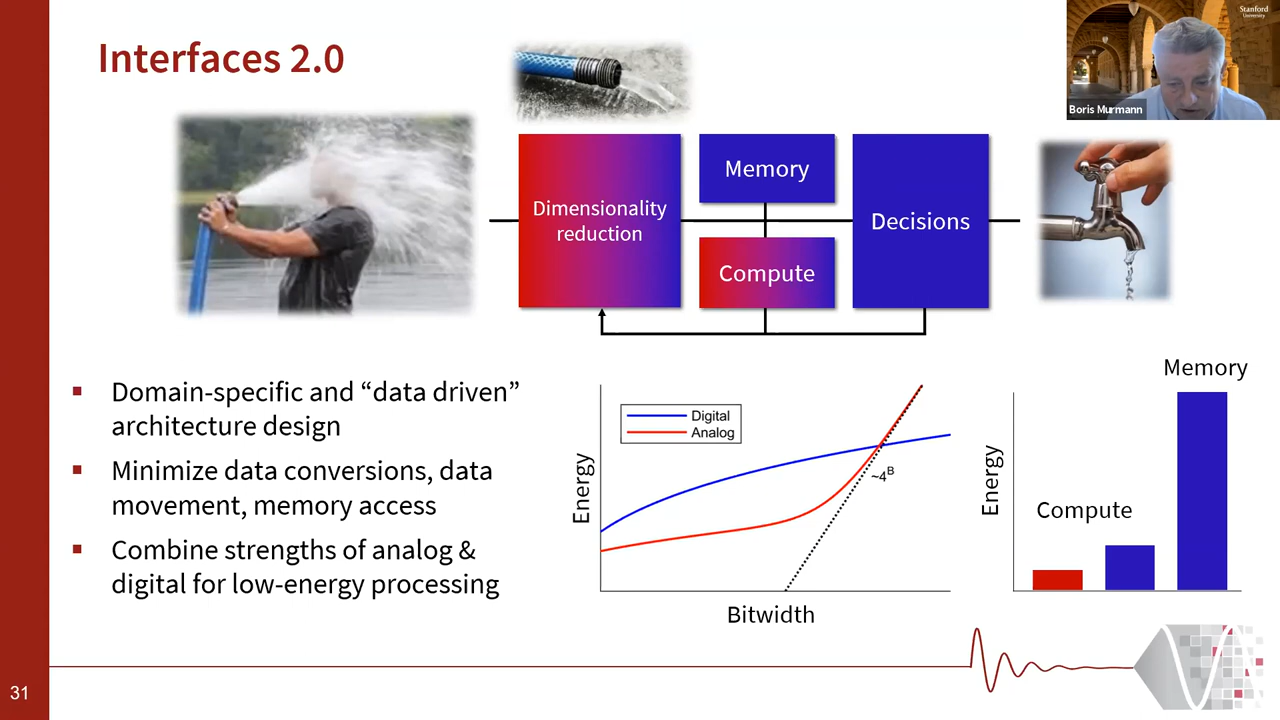 Interfaces 2.0
Stanford
University
Boris Murmann
Dimensionality
reduction
Memory
Compute
Decisions
Domain-specific and “data driven”
architecture design
Minimize data conversions, data
movement, memory access
Combine strengths of analog &
digital for low-energy processing
Digital
Analog
~4^B
Energy
Bitwidth
Memory
Compute
Energy
31